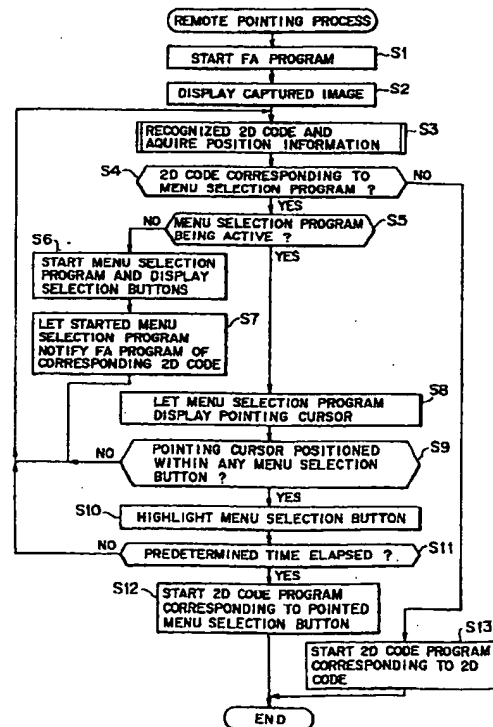 REMOTE POINTING PROCESS
START FA PROGRAM
S1
DISPLAY CAPTURED IMAGE
S2
RECOGNIZED 2D CODE AND
AQUIRE POSITION INFORMATION
S3
S4
2D CODE CORRESPONDING TO
MENU SELECTION PROGRAM ?
NO
YES
NO
MENU SELECTION PROGRAM
BEING ACTIVE ?
S5
YES
S6
START MENU SELECTION
PROGRAM AND DISPLAY
SELECTION BUTTONS
LET STARTED MENU
SELECTION PROGRAM
NOTIFY FA PROGRAM OF
CORRESPONDING 2D CODE
S7
LET MENU SELECTION PROGRAM
DISPLAY POINTING CURSOR
S8
NO
POINTING CURSOR POSITIONED
WITHIN ANY MENU SELECTION
BUTTON ?
S9
YES
S10
HIGHLIGHT MENU SELECTION BUTTON
NO
PREDETERMINED TIME ELAPSED ?
S11
YES
S12
START 2D CODE PROGRAM
CORRESPONDING TO POINTED
MENU SELECTION BUTTON
S13
START 2D CODE PROGRAM
CORRESPONDING TO 2D
CODE
END